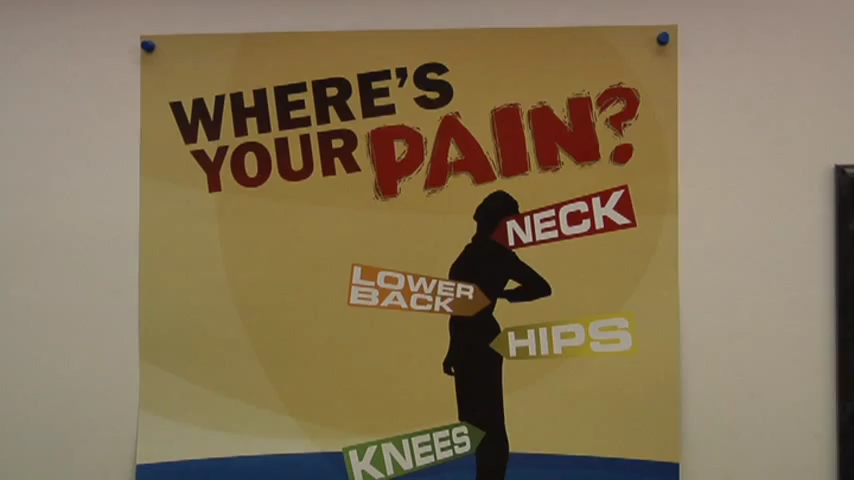 WHERE'S
YOUR PAIN?
NECK
LOWER
BACK
HIPS
KNEES